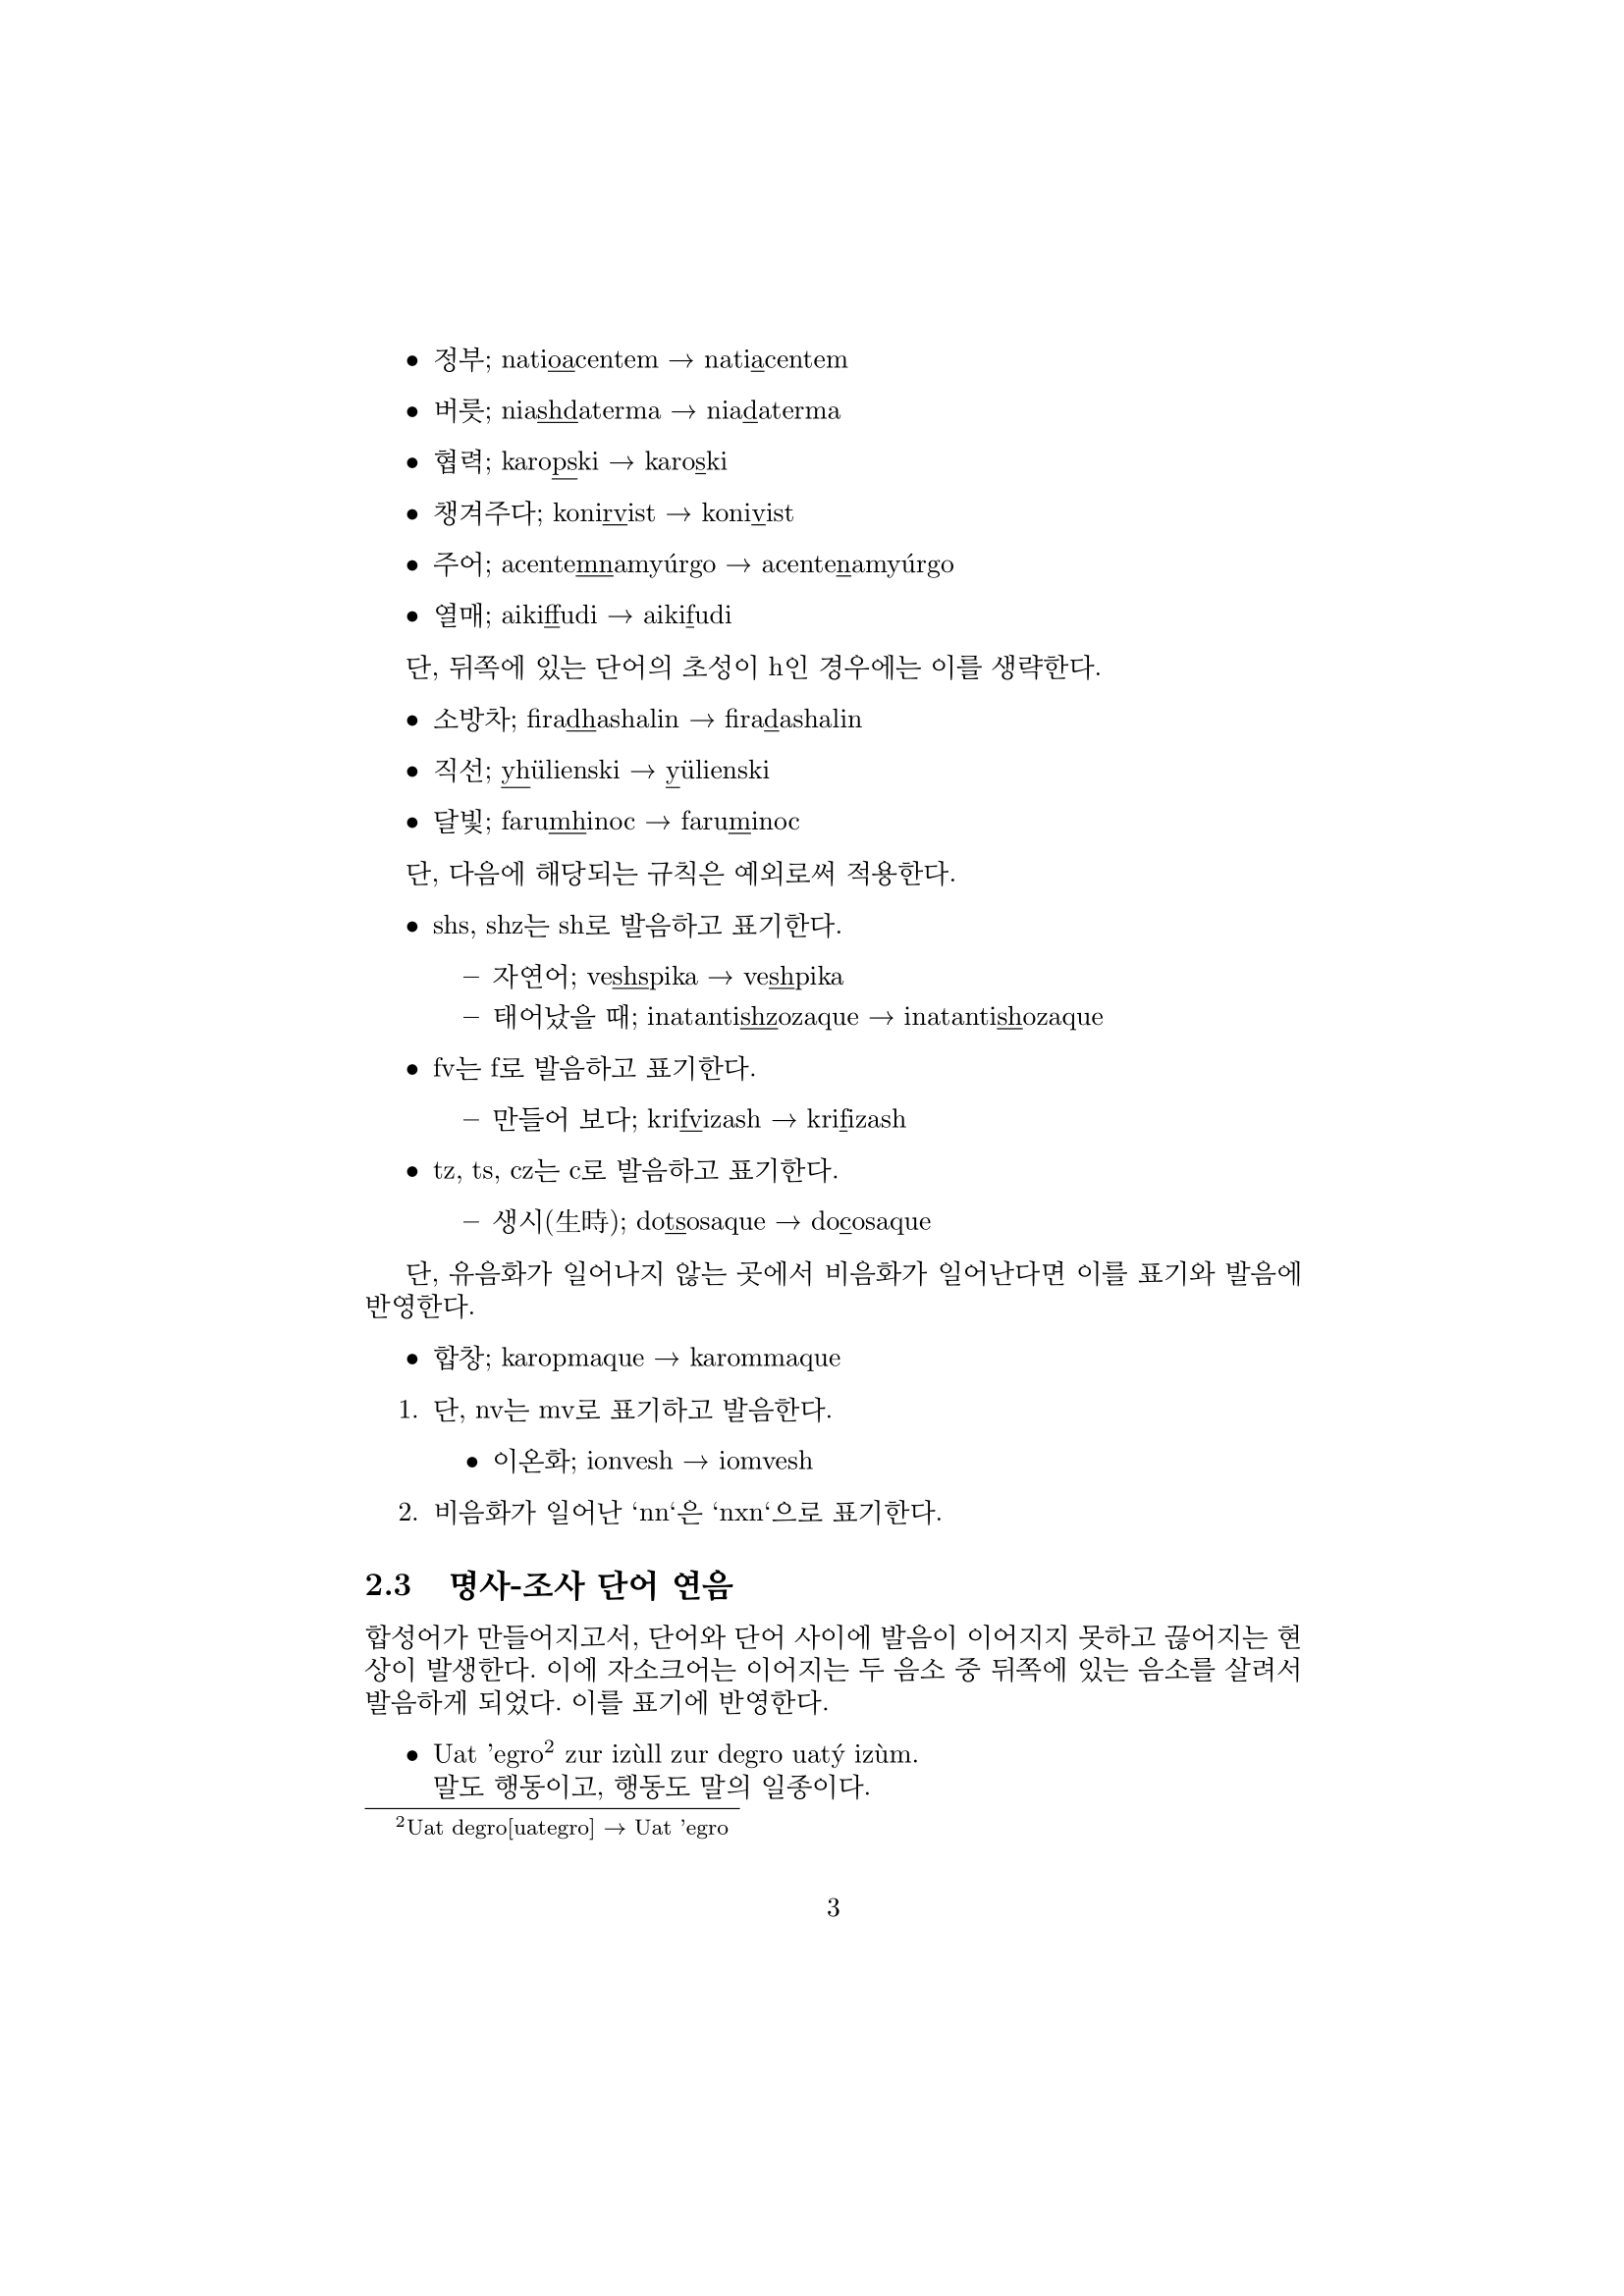 • 정부; natioacentem → natiacentem
• 버릇; niashdaterma → niadaterma
• 협력; karopski → karoski
• 챙겨주다; konirvist → konivist
• 주어; acentemnamyúrgo → acentenamyúrgo
• 열매; aikiffudi → aikifudi
단, 뒤쪽에 있는 단어의 초성이 h인 경우에는 이를 생략한다.
• 소방차; firadhashalin → firadashalin
• 직선; yhülienski → yülienski
• 달빛; farumhinoc → faruminoc
단, 다음에 해당되는 규칙은 예외로써 적용한다.
• shs, shz는 sh로 발음하고 표기한다.
– 자연어; veshspika → veshpika
– 태어났을 때; inatantishzozaque → inatantishozaque
• fv는 f로 발음하고 표기한다.
– 만들어 보다; krifvizash → krifizash
• tz, ts, cz는 c로 발음하고 표기한다.
– 생시(生時); dotsosaque → docosaque
단, 유음화가 일어나지 않는 곳에서 비음화가 일어난다면 이를 표기와 발음에
반영한다.
• 합창; karopmaque → karommaque
1. 단, nv는 mv로 표기하고 발음한다.
• 이온화; ionvesh → iomvesh
2. 비음화가 일어난 ‘nn‘은 ‘nxn‘으로 표기한다.
2.3 명사-조사 단어 연음
합성어가 만들어지고서, 단어와 단어 사이에 발음이 이어지지 못하고 끊어지는 현
상이 발생한다. 이에 자소크어는 이어지는 두 음소 중 뒤쪽에 있는 음소를 살려서
발음하게 되었다. 이를 표기에 반영한다.
• Uat ’egro² zur izùll zur degro uatý izùm.
말도 행동이고, 행동도 말의 일종이다.
²Uat degro[uategro] → Uat ’egro
3